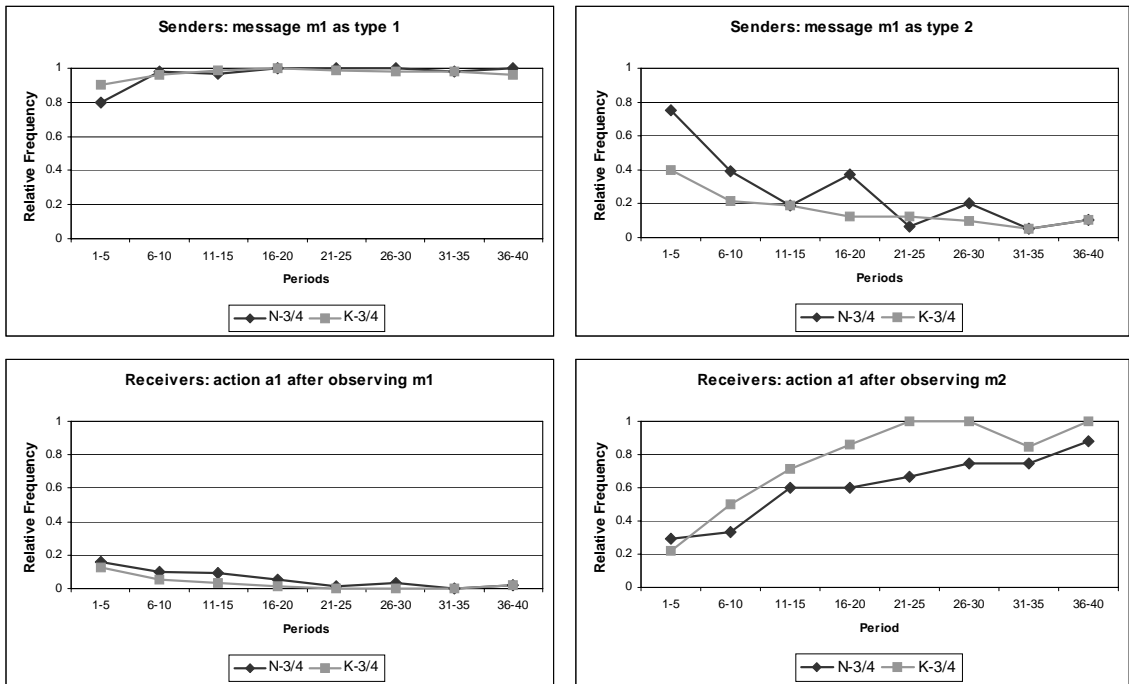 Senders: message m1 as type 1
Relative Frequency
1
0.8
0.6
0.4
0.2
0
1-5 6-10 11-15 16-20 21-25 26-30 31-35 36-40
Periods
N-3/4 K-3/4
Senders: message m1 as type 2
Relative Frequency
1
0.8
0.6
0.4
0.2
0
1-5 6-10 11-15 16-20 21-25 26-30 31-35 36-40
Periods
N-3/4 K-3/4
Receivers: action a1 after observing m1
Relative Frequency
1
0.8
0.6
0.4
0.2
0
1-5 6-10 11-15 16-20 21-25 26-30 31-35 36-40
Periods
N-3/4 K-3/4
Receivers: action a1 after observing m2
Relative Frequency
1
0.8
0.6
0.4
0.2
0
1-5 6-10 11-15 16-20 21-25 26-30 31-35 36-40
Period
N-3/4 K-3/4